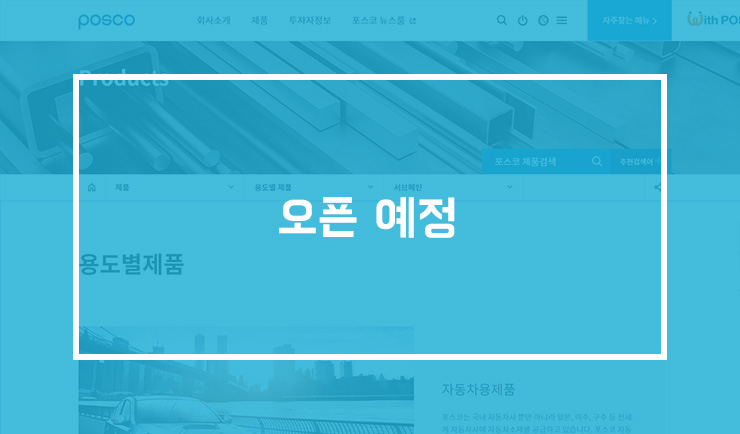 posco 회사소개 제품 투자자정보 포스코 뉴스룸 자주찾는 메뉴 With POS
Products
포스코 제품검색 추천검색어
제품 용도별 제품 서브메인
오픈 예정
용도별제품
자동차용제품
포스코는 국내 자동차사 뿐만 아니라 일본, 미주, 구주 등 전세
계 자동차사에 자동차소재를 공급하고 있습니다. 포스코 자동